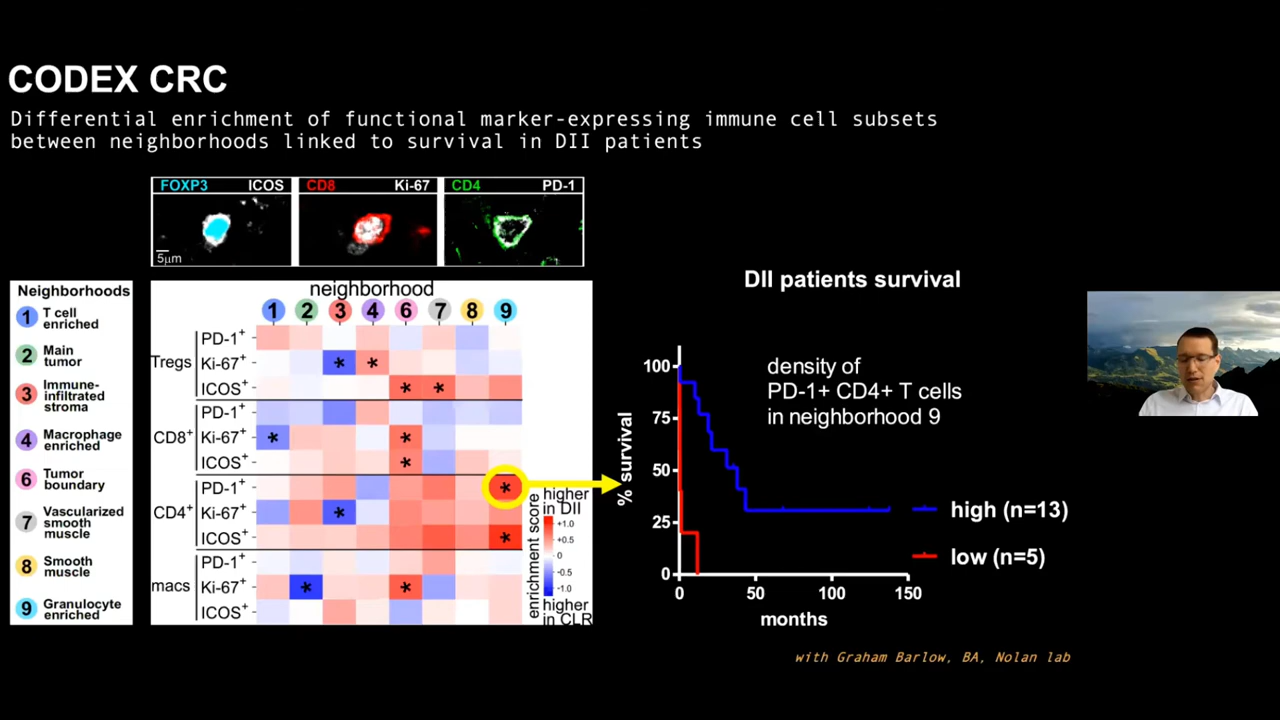 CODEX CRC
Differential enrichment of functional marker-expressing immune cell subsets
between neighborhoods linked to survival in DII patients
FOXP3 ICOS
CD8 Ki-67
CD4 PD-1
5µm
Neighborhoods
1 T cell
enriched
2 Main
tumor
3 Immune-
infiltrated
stroma
4 Macrophage
enriched
6 Tumor
boundary
7 Vascularized
smooth
muscle
8 Smooth
muscle
9 Granulocyte
enriched
neighborhood
1 2 3 4 6 7 8 9
Tregs
PD-1+
Ki-67+ * *
ICOS+ * *
CD8+
PD-1+
Ki-67+ * *
ICOS+ *
CD4+
PD-1+ *
Ki-67+ *
ICOS+ *
macs
PD-1+
Ki-67+ * *
ICOS+
enrichment score
higher
in DII
+1.0
+0.5
0
-0.5
-1.0
higher
in CLR
DII patients survival
density of
PD-1+ CD4+ T cells
in neighborhood 9
% survival
100
75
50
25
0
0 50 100 150
months
high (n=13)
low (n=5)
with Graham Barlow, BA, Nolan lab